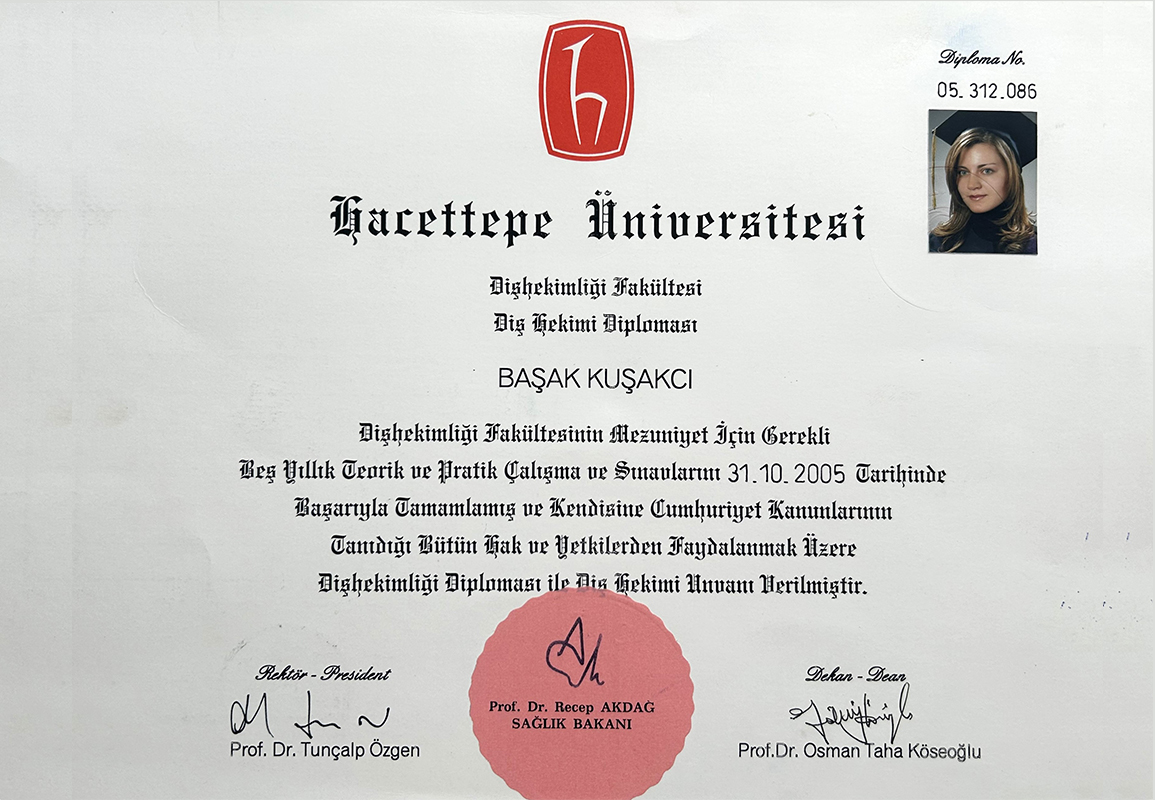 Diploma No.
05.312.086
Hacettepe Üniversitesi
Dişhekimliği Fakültesi
Diş Hekimi Diploması
BAŞAK KUŞAKCI
Dişhekimliği Fakültesinin Mezuniyet İçin Gerekli
Beş Yıllık Teorik ve Pratik Çalışma ve Sınavlarını 31.10.2005 Tarihinde
Başarıyla Tamamlamış ve Kendisine Cumhuriyet Kanunlarının
Tanıdığı Bütün Hak ve Yetkilerden Faydalanmak Üzere
Dişhekimliği Diploması ile Diş Hekimi Unvanı Verilmiştir.
Rektör - President
Prof. Dr. Tunçalp Özgen
Prof. Dr. Recep AKDAĞ
SAĞLIK BAKANI
Dekan - Dean
Prof.Dr. Osman Taha Köseoğlu